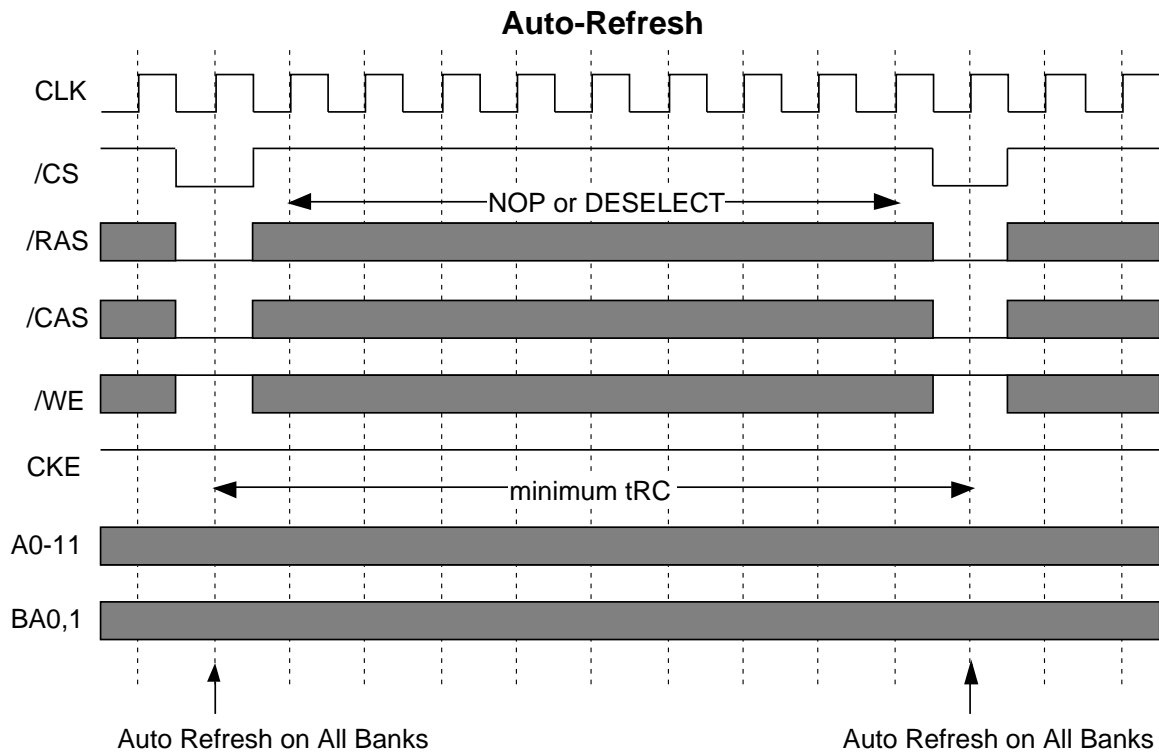 Auto-Refresh
CLK
/CS
NOP or DESELECT
/RAS
/CAS
/WE
CKE
minimum tRC
A0-11
BA0,1
Auto Refresh on All Banks
Auto Refresh on All Banks